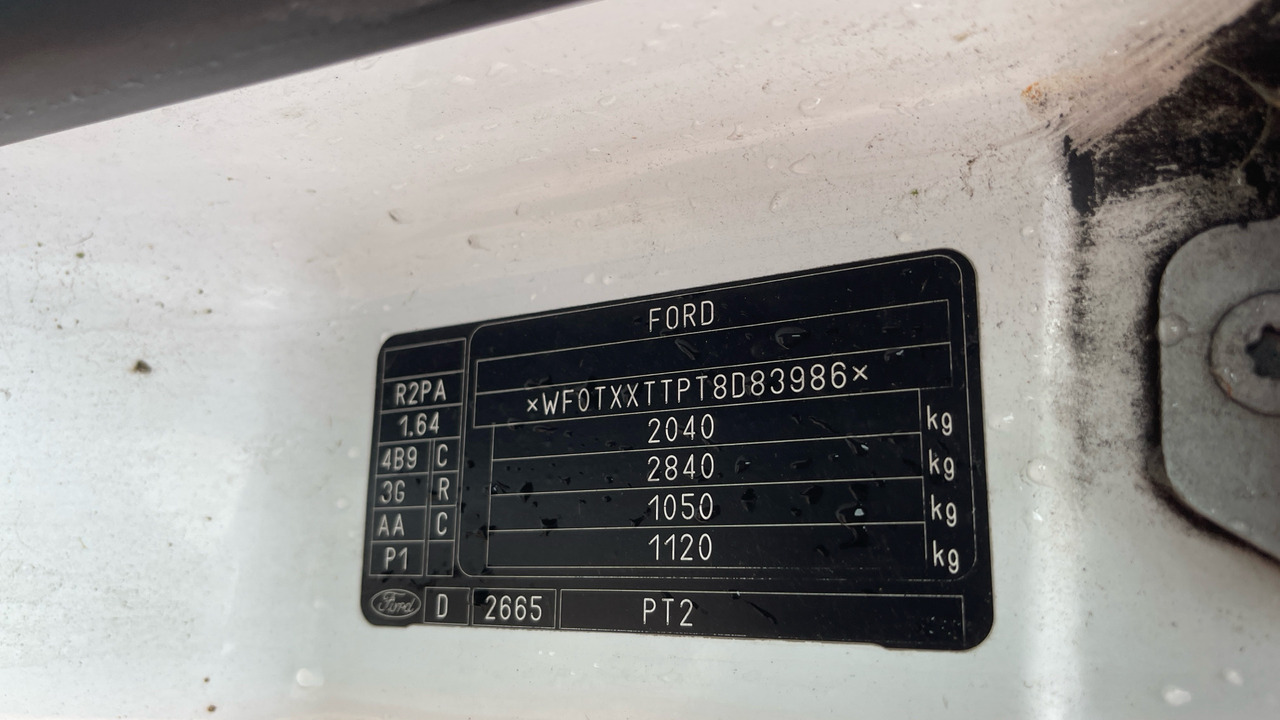 FORD
R2PA
×WF0TXXTTPT8D83986×
1.64
2040 kg
4B9 C
2840 kg
3G R
1050 kg
AA C
1120 kg
P1
Ford D 2665 PT2